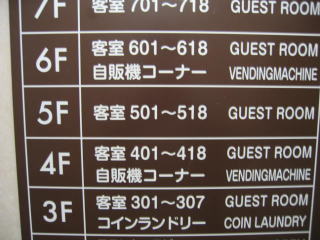 7F 客室 701～718 GUEST ROOM
6F 客室 601～618 GUEST ROOM
自販機コーナー VENDINGMACHINE
5F 客室 501～518 GUEST ROOM
4F 客室 401～418 GUEST ROOM
自販機コーナー VENDINGMACHINE
3F 客室 301～307 GUEST ROOM
コインランドリー COIN LAUNDRY